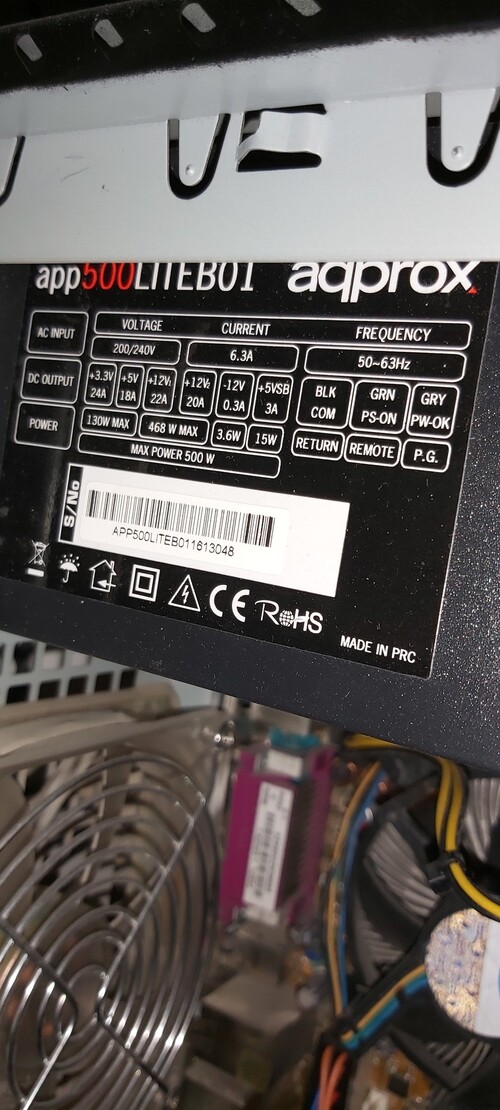 app500LITEB01 aqprox
AC INPUT VOLTAGE CURRENT FREQUENCY
200/240V 6.3A 50~63Hz
DC OUTPUT +3.3V +5V +12V1 +12V2 -12V +5VSB BLK GRN GRY
24A 18A 22A 20A 0.3A 3A COM PS-ON PW-OK
POWER 130W MAX 468 W MAX 3.6W 15W RETURN REMOTE P.G.
MAX POWER 500 W
S/No
APP500LITEB011613048
CE RoHS
MADE IN PRC